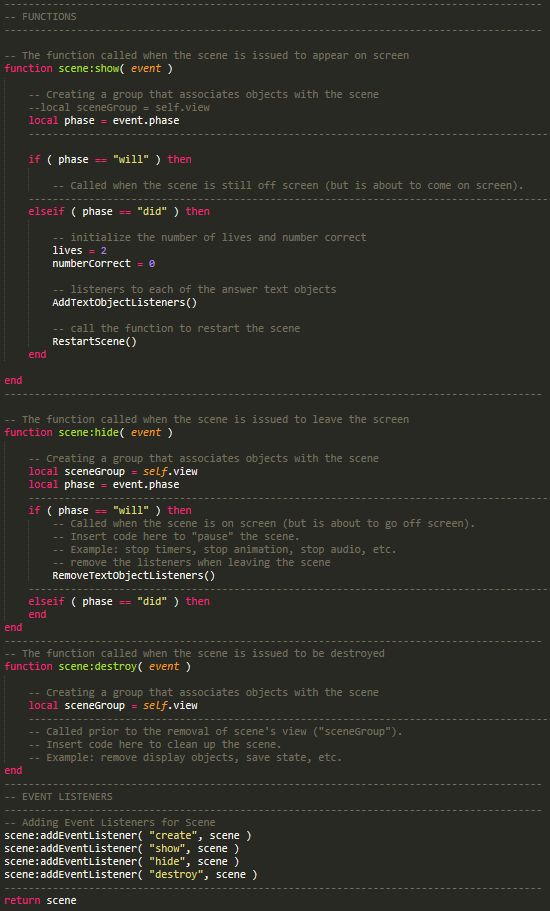 -----------------------------------------------------------------------------------------
-- FUNCTIONS
-----------------------------------------------------------------------------------------
-- The function called when the scene is issued to appear on screen
function scene:show( event )
-- Creating a group that associates objects with the scene
--local sceneGroup = self.view
local phase = event.phase
-----------------------------------------------------------------------------------------
if ( phase == "will" ) then
-- Called when the scene is still off screen (but is about to come on screen).
-----------------------------------------------------------------------------------------
elseif ( phase == "did" ) then
-- initialize the number of lives and number correct
lives = 2
numberCorrect = 0
-- listeners to each of the answer text objects
AddTextObjectListeners()
-- call the function to restart the scene
RestartScene()
end
end
-----------------------------------------------------------------------------------------
-- The function called when the scene is issued to leave the screen
function scene:hide( event )
-- Creating a group that associates objects with the scene
local sceneGroup = self.view
local phase = event.phase
-----------------------------------------------------------------------------------------
if ( phase == "will" ) then
-- Called when the scene is on screen (but is about to go off screen).
-- Insert code here to "pause" the scene.
-- Example: stop timers, stop animation, stop audio, etc.
-- remove the listeners when leaving the scene
RemoveTextObjectListeners()
-----------------------------------------------------------------------------------------
elseif ( phase == "did" ) then
end
end
-----------------------------------------------------------------------------------------
-- The function called when the scene is issued to be destroyed
function scene:destroy( event )
-- Creating a group that associates objects with the scene
local sceneGroup = self.view
-----------------------------------------------------------------------------------------
-- Called prior to the removal of scene's view ("sceneGroup").
-- Insert code here to clean up the scene.
-- Example: remove display objects, save state, etc.
end
-----------------------------------------------------------------------------------------
-- EVENT LISTENERS
-----------------------------------------------------------------------------------------
-- Adding Event Listeners for Scene
scene:addEventListener( "create", scene )
scene:addEventListener( "show", scene )
scene:addEventListener( "hide", scene )
scene:addEventListener( "destroy", scene )
-----------------------------------------------------------------------------------------
return scene